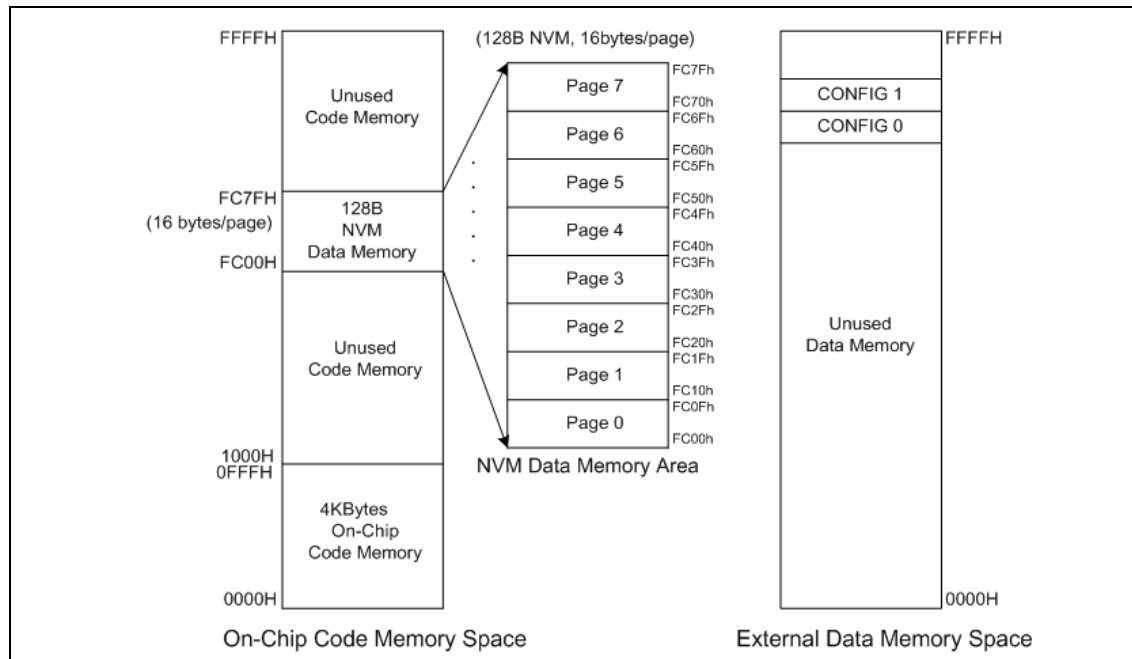 FFFFH
Unused
Code Memory
FC7FH
(16 bytes/page)
128B
NVM
Data Memory
FC00H
Unused
Code Memory
1000H
0FFFH
4KBytes
On-Chip
Code Memory
0000H
On-Chip Code Memory Space
(128B NVM, 16bytes/page)
Page 7
FC7Fh
FC70h
Page 6
FC6Fh
FC60h
Page 5
FC5Fh
FC50h
Page 4
FC4Fh
FC40h
Page 3
FC3Fh
FC30h
Page 2
FC2Fh
FC20h
Page 1
FC1Fh
FC10h
Page 0
FC0Fh
FC00h
NVM Data Memory Area
FFFFH
CONFIG 1
CONFIG 0
Unused
Data Memory
0000H
External Data Memory Space